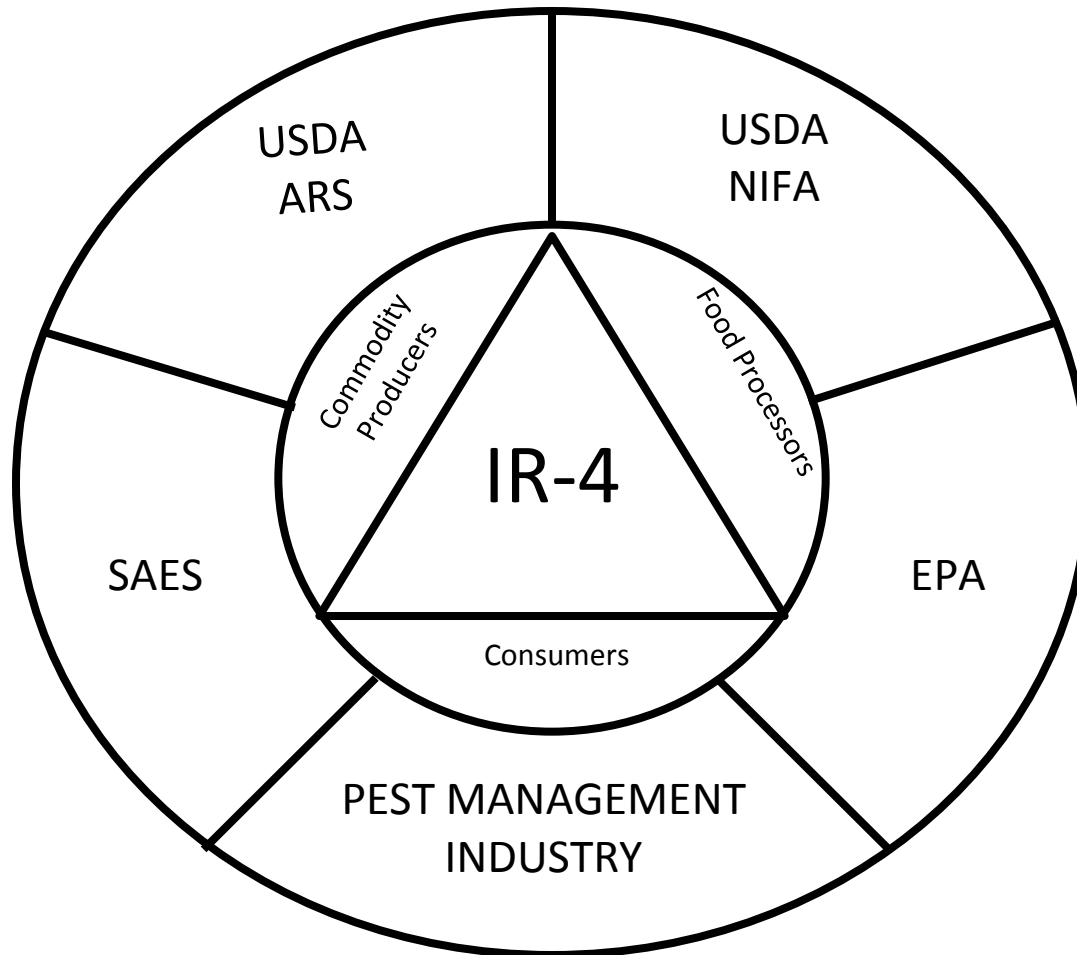 USDA
ARS
USDA
NIFA
Commodity
Producers
Food Processors
IR-4
SAES
EPA
Consumers
PEST MANAGEMENT
INDUSTRY